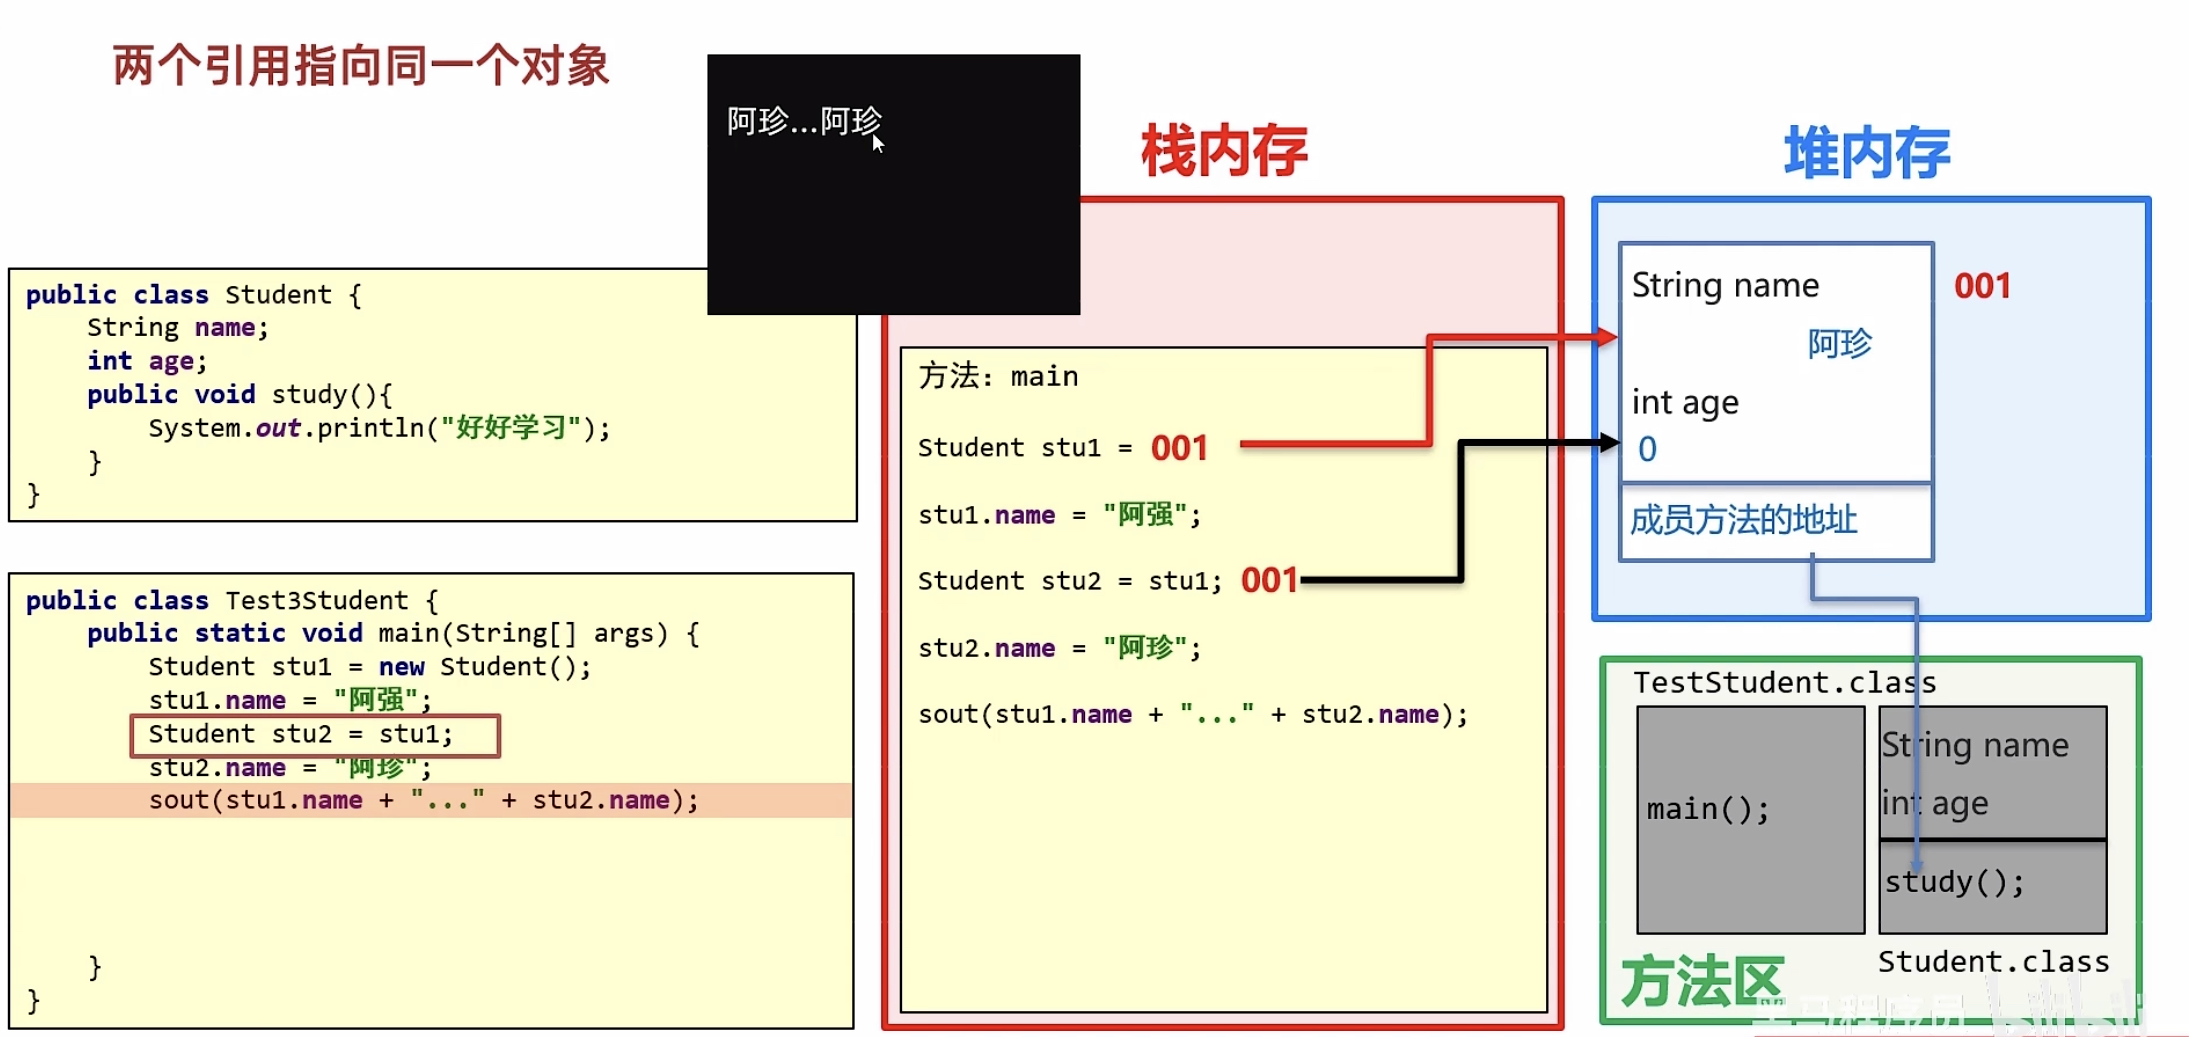 两个引用指向同一个对象
阿珍...阿珍
public class Student {
String name;
int age;
public void study(){
System.out.println("好好学习");
}
}
public class Test3Student {
public static void main(String[] args) {
Student stu1 = new Student();
stu1.name = "阿强";
Student stu2 = stu1;
stu2.name = "阿珍";
sout(stu1.name + "..." + stu2.name);
}
}
栈内存
方法：main
Student stu1 = 001
stu1.name = "阿强";
Student stu2 = stu1; 001
stu2.name = "阿珍";
sout(stu1.name + "..." + stu2.name);
堆内存
String name
001
阿珍
int age
0
成员方法的地址
TestStudent.class
main();
String name
int age
study();
Student.class
方法区
黑马程序员
bilibili